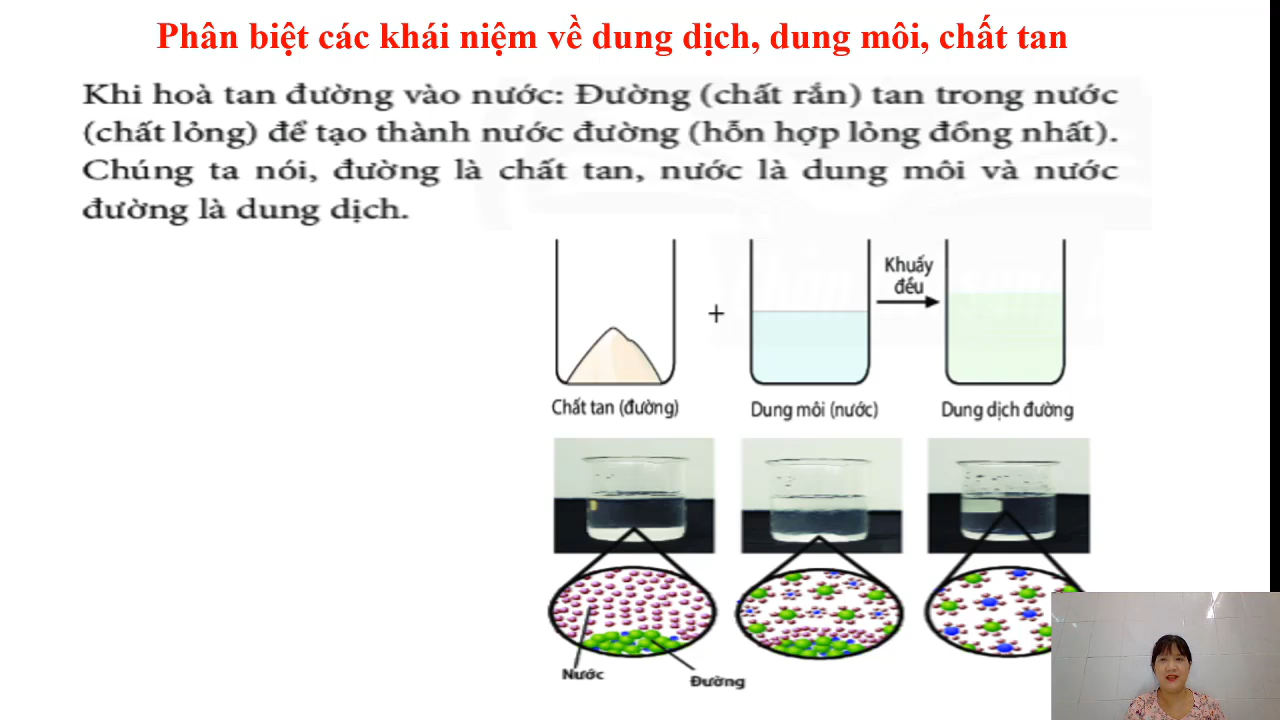 Phân biệt các khái niệm về dung dịch, dung môi, chất tan
Khi hoà tan đường vào nước: Đường (chất rắn) tan trong nước
(chất lỏng) để tạo thành nước đường (hỗn hợp lỏng đồng nhất).
Chúng ta nói, đường là chất tan, nước là dung môi và nước
đường là dung dịch.
Khuấy
đều
+
Chất tan (đường)
Dung môi (nước)
Dung dịch đường
Nước
Đường